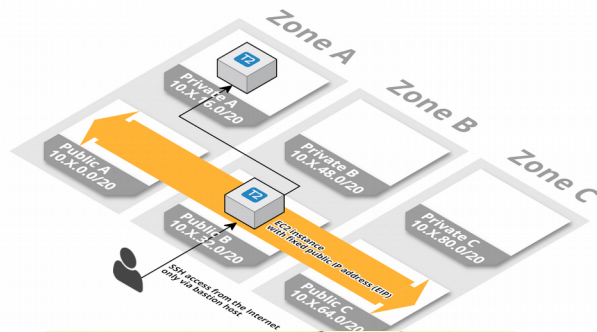 Zone A
Zone B
Zone C
T2
Private A
10.X.16.0/20
Private B
10.X.48.0/20
Private C
10.X.80.0/20
Public A
10.X.0.0/20
T2
Public B
10.X.32.0/20
EC2 instance
with fixed public IP address (EIP)
Public C
10.X.64.0/20
SSH access from the internet
only via bastion host